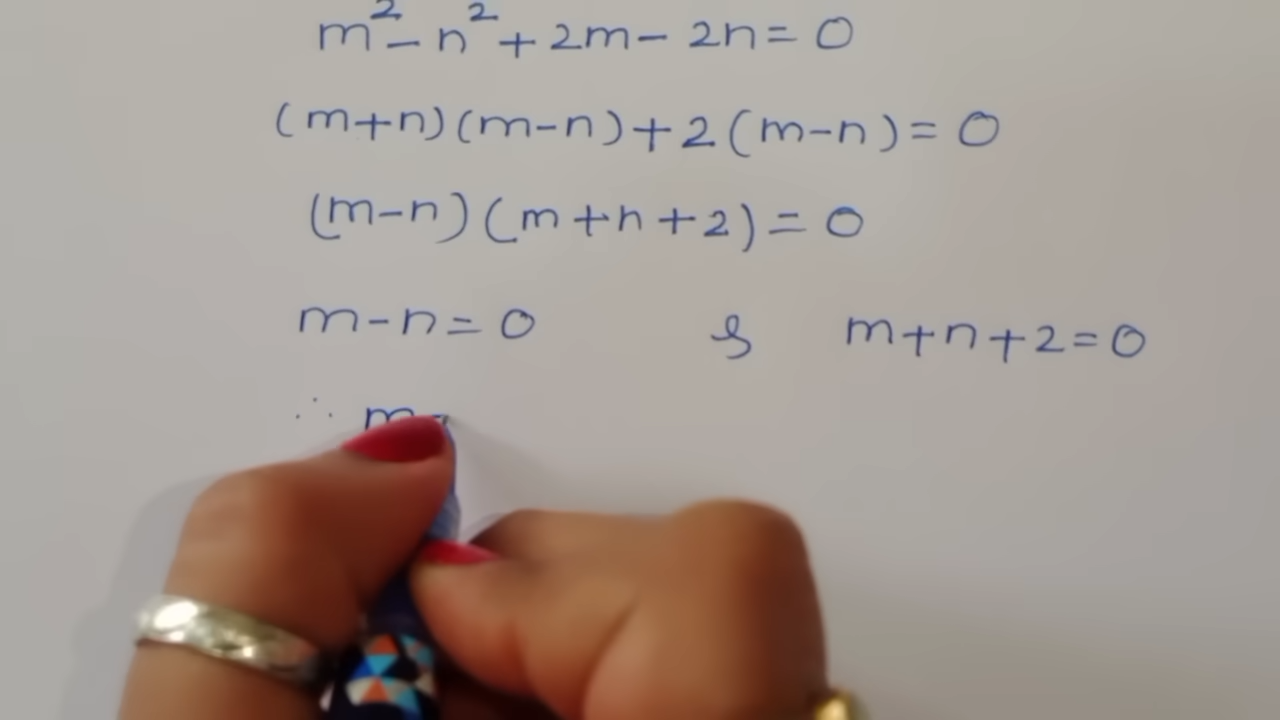 m² - n² + 2m - 2n = 0
(m+n)(m-n) + 2(m-n) = 0
(m-n)(m+n+2) = 0
m-n = 0 & m+n+2 = 0
∴ m